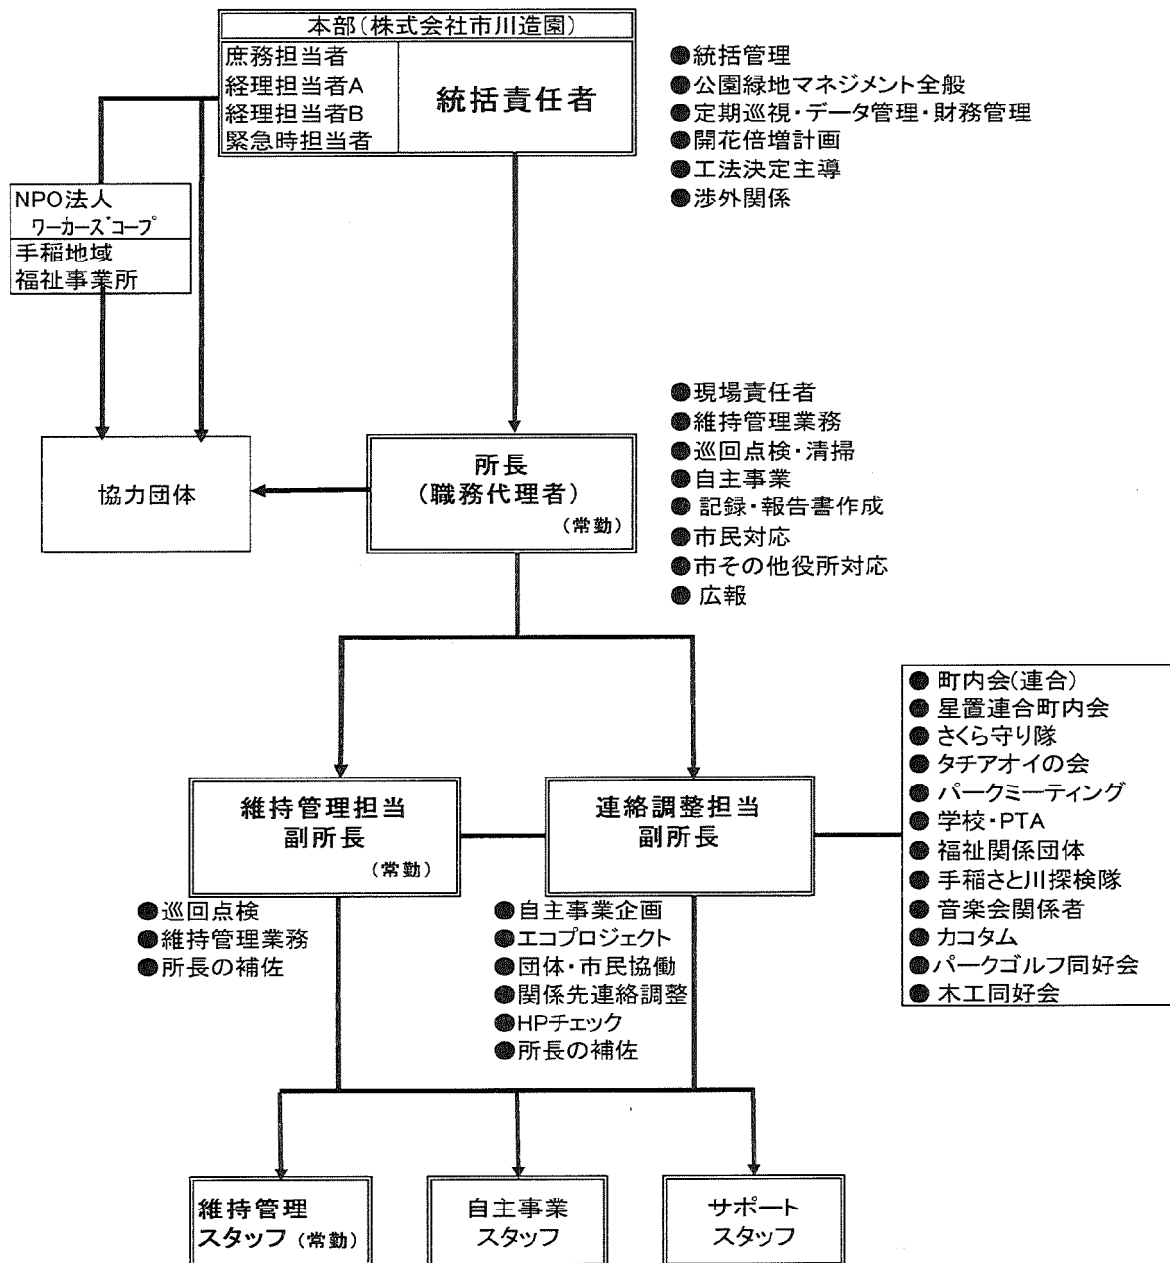 本部(株式会社市川造園)
庶務担当者
経理担当者A
経理担当者B
緊急時担当者
統括責任者
●統括管理
●公園緑地マネジメント全般
●定期巡視・データ管理・財務管理
●開花倍増計画
●工法決定主導
●渉外関係
NPO法人
ワーカーズコープ
手稲地域
福祉事業所
協力団体
所長
(職務代理者)
(常勤)
●現場責任者
●維持管理業務
●巡回点検・清掃
●自主事業
●記録・報告書作成
●市民対応
●市その他役所対応
●広報
維持管理担当
副所長
(常勤)
●巡回点検
●維持管理業務
●所長の補佐
連絡調整担当
副所長
●自主事業企画
●エコプロジェクト
●団体・市民協働
●関係先連絡調整
●HPチェック
●所長の補佐
●町内会(連合)
●星置連合町内会
●さくら守り隊
●タチアオイの会
●パークミーティング
●学校・PTA
●福祉関係団体
●手稲さと川探検隊
●音楽会関係者
●カコタム
●パークゴルフ同好会
●木工同好会
維持管理
スタッフ(常勤)
自主事業
スタッフ
サポート
スタッフ